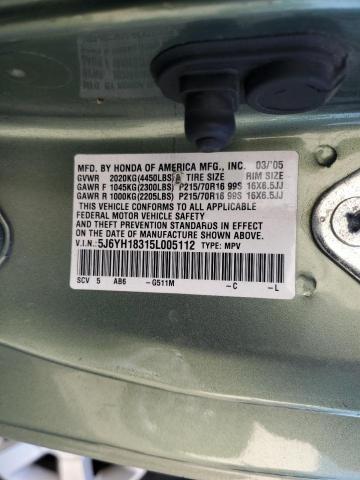 MFD. BY HONDA OF AMERICA MFG., INC. 03/05
GVWR 2020KG(4450LBS) TIRE SIZE RIM SIZE
GAWR F 1045KG(2300LBS) P215/70R16 99S 16X6.5JJ
GAWR R 1000KG(2205LBS) P215/70R16 99S 16X6.5JJ
THIS VEHICLE CONFORMS TO ALL APPLICABLE
FEDERAL MOTOR VEHICLE SAFETY AND
THEFT PREVENTION STANDARDS IN EFFECT ON
THE DATE OF MANUFACTURE SHOWN ABOVE.
V.I.N.: 5J6YH18315L005112 TYPE: MPV
SCV 5 AB6 -G511M -C -L